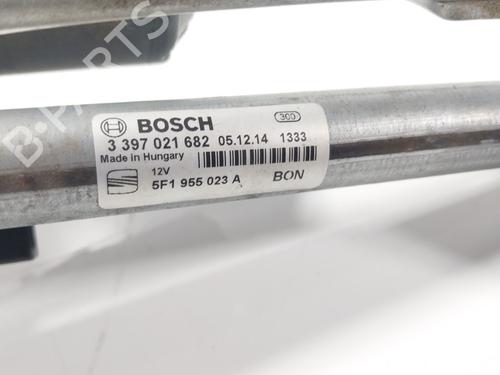 BOSCH
300
3 397 021 682 05.12.14 1333
Made in Hungary
12V
5F1 955 023 A BON
B-PARTS